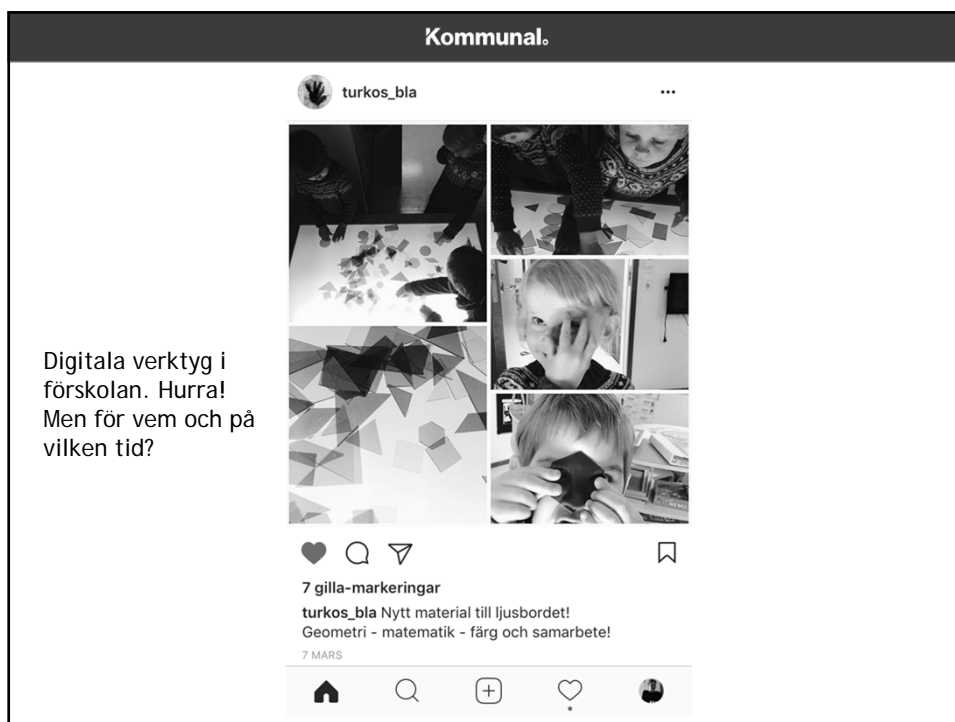 Kommunal.
turkos_bla
Digitala verktyg i
förskolan. Hurra!
Men för vem och på
vilken tid?
7 gilla-markeringar
turkos_bla Nytt material till ljusbordet!
Geometri - matematik - färg och samarbete!
7 MARS